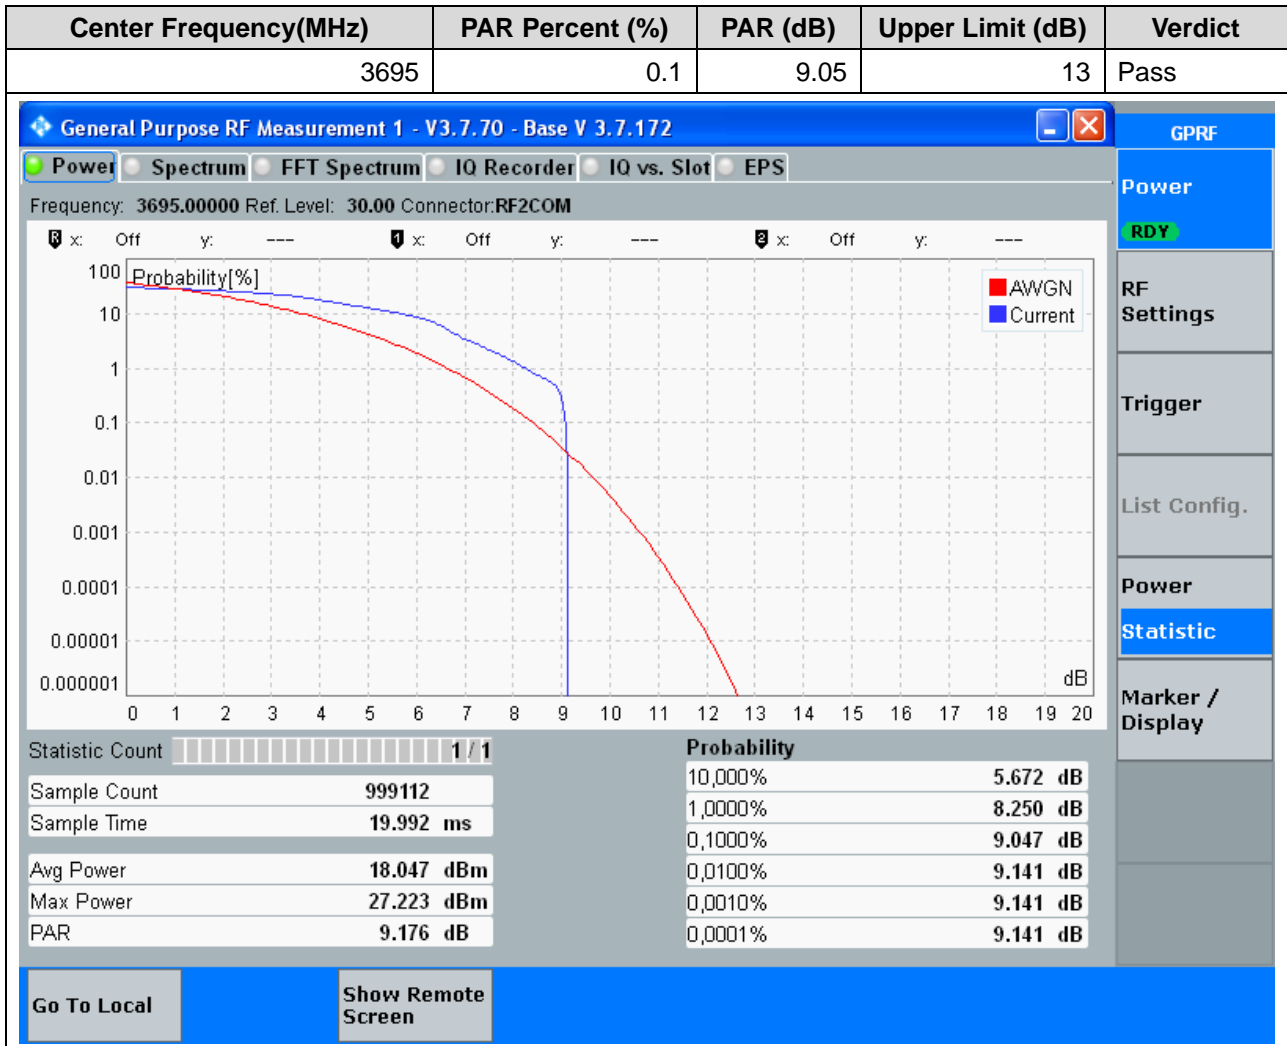 Center Frequency(MHz) PAR Percent (%) PAR (dB) Upper Limit (dB) Verdict
3695 0.1 9.05 13 Pass
General Purpose RF Measurement 1 - V3.7.70 - Base V 3.7.172
GPRF
Power Spectrum FFT Spectrum IQ Recorder IQ vs. Slot EPS
Power
RDY
Frequency: 3695.00000 Ref. Level: 30.00 Connector:RF2COM
R x: Off y: --- 1 x: Off y: --- 2 x: Off y: ---
Probability[%]
AWGN
Current
100
10
1
0.1
0.01
0.001
0.0001
0.00001
0.000001
dB
0 1 2 3 4 5 6 7 8 9 10 11 12 13 14 15 16 17 18 19 20
RF
Settings
Trigger
List Config.
Power
Statistic
Marker /
Display
Statistic Count 1 / 1
Sample Count 999112
Sample Time 19.992 ms
Avg Power 18.047 dBm
Max Power 27.223 dBm
PAR 9.176 dB
Probability
10,000% 5.672 dB
1,0000% 8.250 dB
0,1000% 9.047 dB
0,0100% 9.141 dB
0,0010% 9.141 dB
0,0001% 9.141 dB
Go To Local
Show Remote
Screen